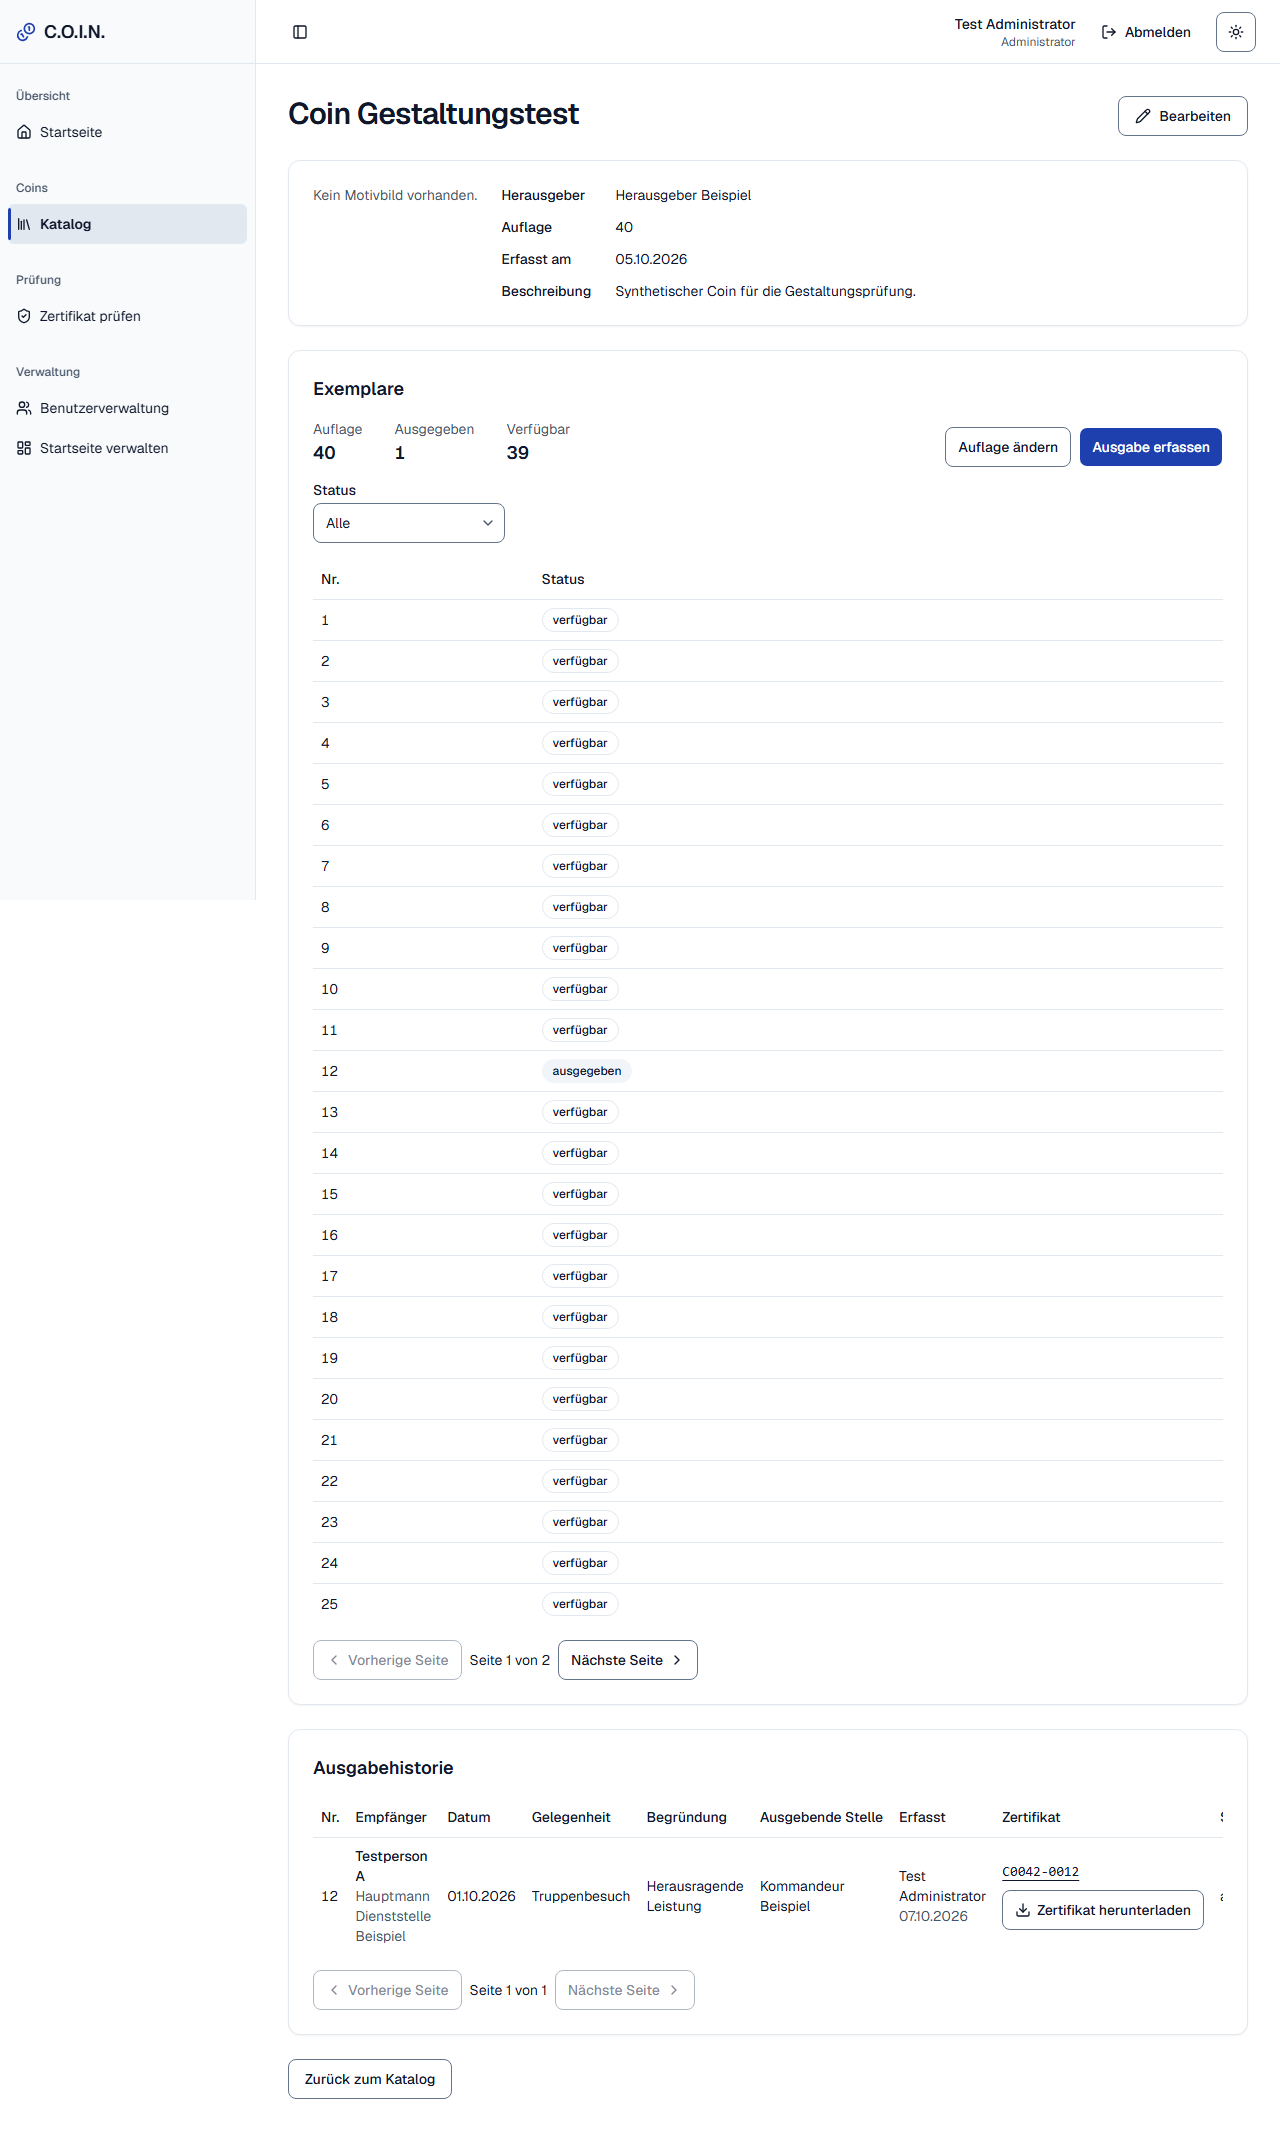 C.O.I.N.
Test Administrator
Administrator
Abmelden
Übersicht
Startseite
Coins
Katalog
Prüfung
Zertifikat prüfen
Verwaltung
Benutzerverwaltung
Startseite verwalten
Coin Gestaltungstest
Bearbeiten
Kein Motivbild vorhanden.
Herausgeber Herausgeber Beispiel
Auflage 40
Erfasst am 05.10.2026
Beschreibung Synthetischer Coin für die Gestaltungsprüfung.
Exemplare
Auflage Ausgegeben Verfügbar
40 1 39
Auflage ändern Ausgabe erfassen
Status
Alle
Nr. Status
1 verfügbar
2 verfügbar
3 verfügbar
4 verfügbar
5 verfügbar
6 verfügbar
7 verfügbar
8 verfügbar
9 verfügbar
10 verfügbar
11 verfügbar
12 ausgegeben
13 verfügbar
14 verfügbar
15 verfügbar
16 verfügbar
17 verfügbar
18 verfügbar
19 verfügbar
20 verfügbar
21 verfügbar
22 verfügbar
23 verfügbar
24 verfügbar
25 verfügbar
Vorherige Seite Seite 1 von 2 Nächste Seite
Ausgabehistorie
Nr. Empfänger Datum Gelegenheit Begründung Ausgebende Stelle Erfasst Zertifikat
12
Testperson
A
Hauptmann
Dienststelle
Beispiel
01.10.2026
Truppenbesuch
Herausragende
Leistung
Kommandeur
Beispiel
Test
Administrator
07.10.2026
C0042-0012
Zertifikat herunterladen
Vorherige Seite Seite 1 von 1 Nächste Seite
Zurück zum Katalog